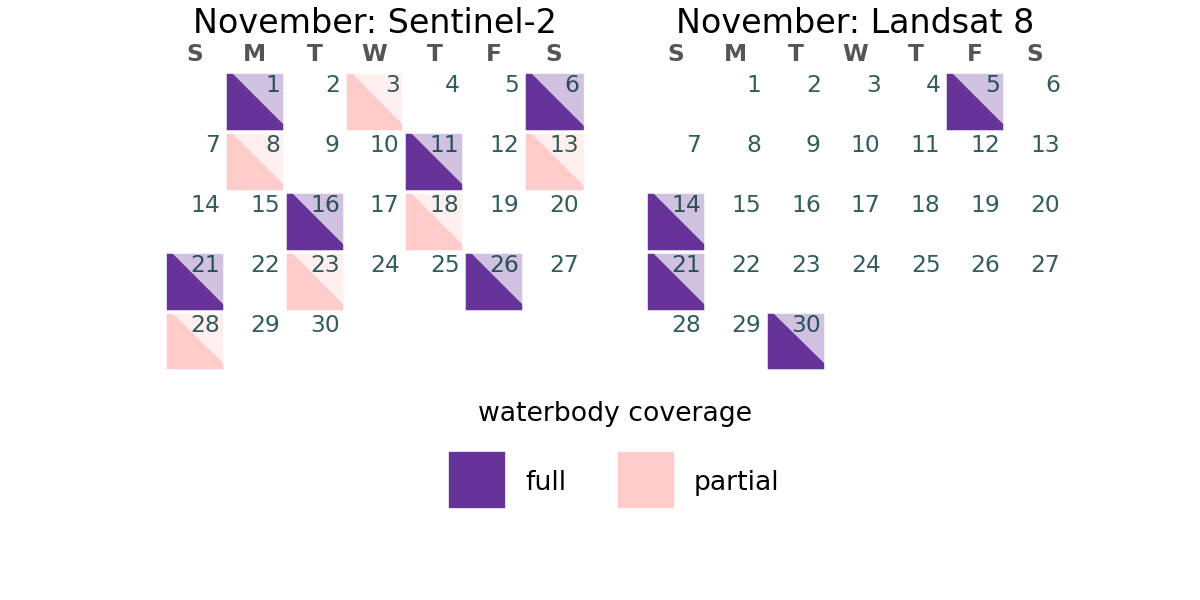 November: Sentinel-2
S M T W T F S
1 2 3 4 5 6
7 8 9 10 11 12 13
14 15 16 17 18 19 20
21 22 23 24 25 26 27
28 29 30
November: Landsat 8
S M T W T F S
1 2 3 4 5 6
7 8 9 10 11 12 13
14 15 16 17 18 19 20
21 22 23 24 25 26 27
28 29 30
waterbody coverage
full partial